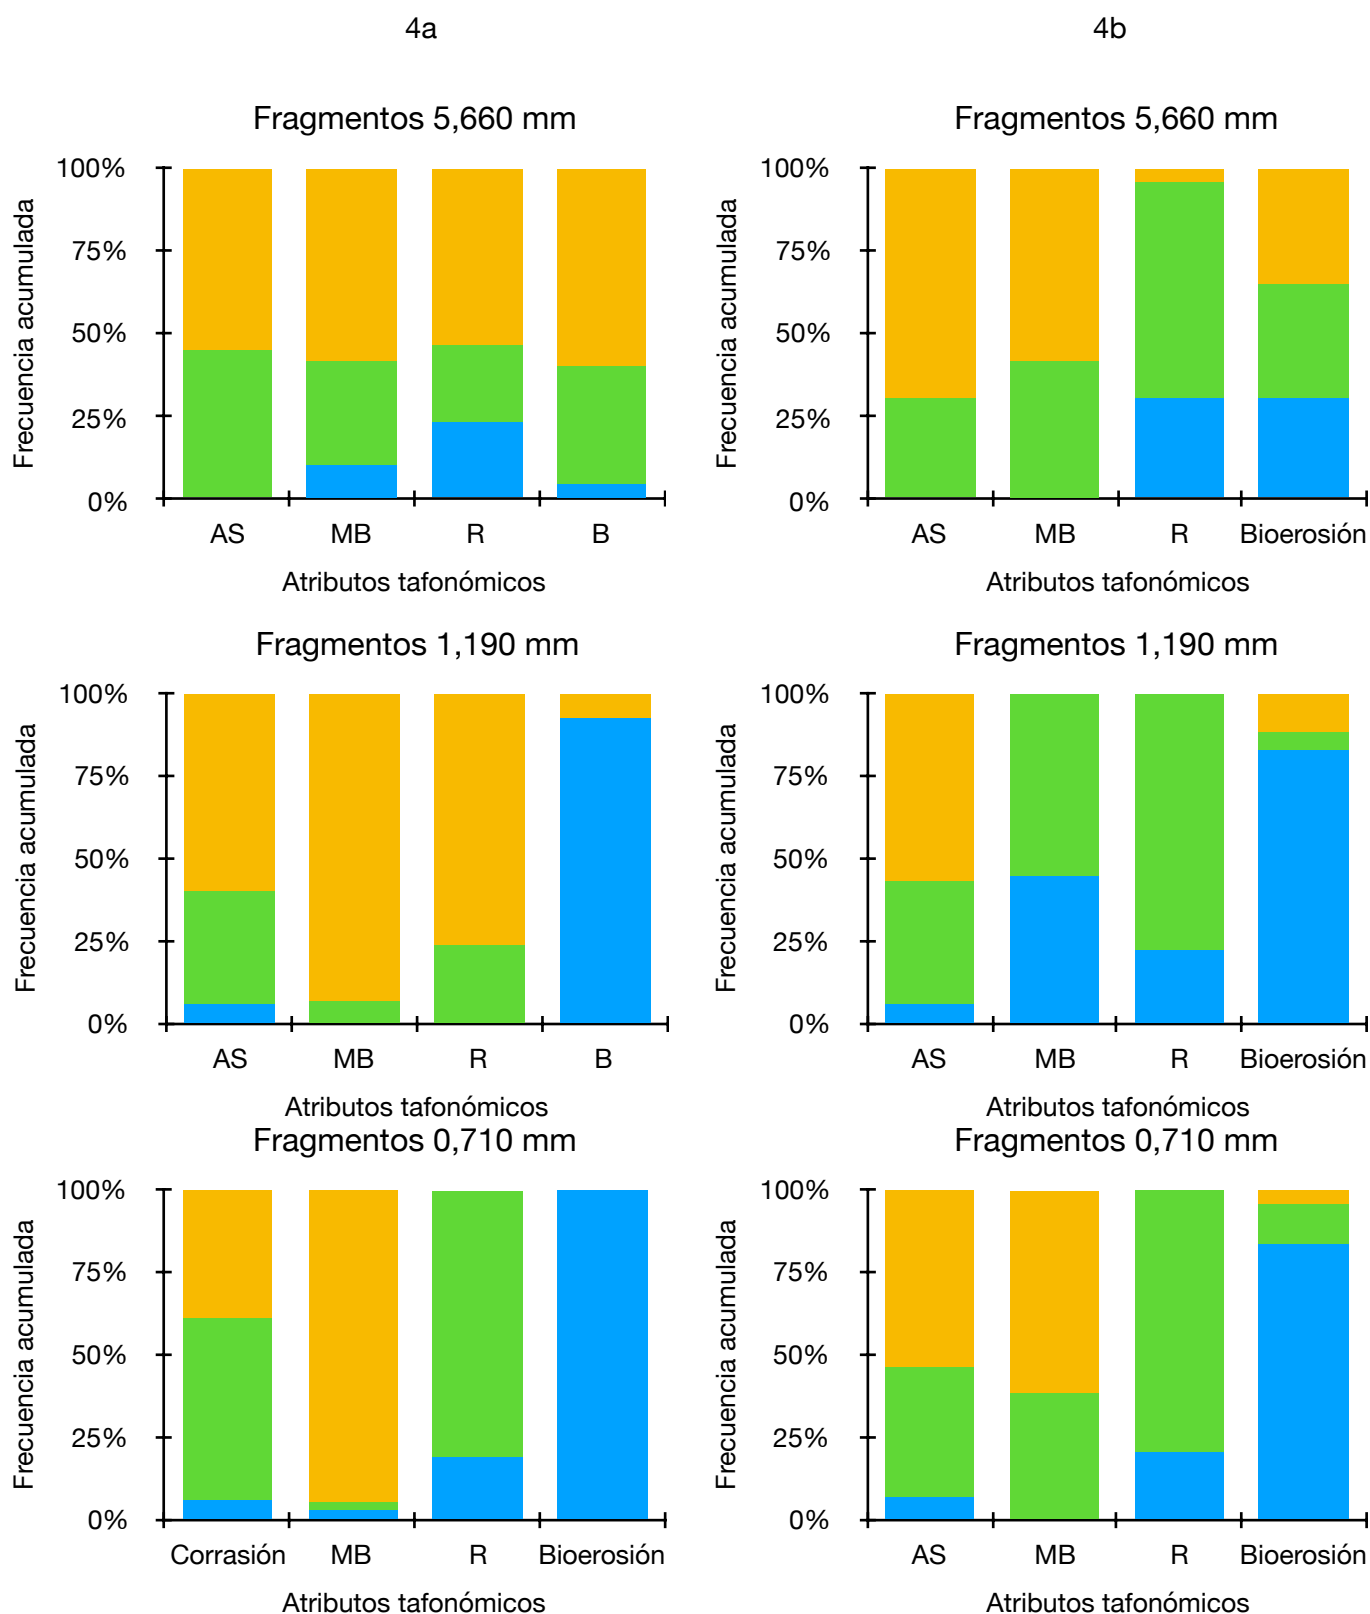 4a
4b
Fragmentos 5,660 mm
Frecuencia acumulada
100%
75%
50%
25%
0%
AS MB R B
Atributos tafonómicos
Fragmentos 5,660 mm
Frecuencia acumulada
100%
75%
50%
25%
0%
AS MB R Bioerosión
Atributos tafonómicos
Fragmentos 1,190 mm
Frecuencia acumulada
100%
75%
50%
25%
0%
AS MB R B
Atributos tafonómicos
Fragmentos 1,190 mm
Frecuencia acumulada
100%
75%
50%
25%
0%
AS MB R Bioerosión
Atributos tafonómicos
Fragmentos 0,710 mm
Frecuencia acumulada
100%
75%
50%
25%
0%
Corrasión MB R Bioerosión
Atributos tafonómicos
Fragmentos 0,710 mm
Frecuencia acumulada
100%
75%
50%
25%
0%
AS MB R Bioerosión
Atributos tafonómicos